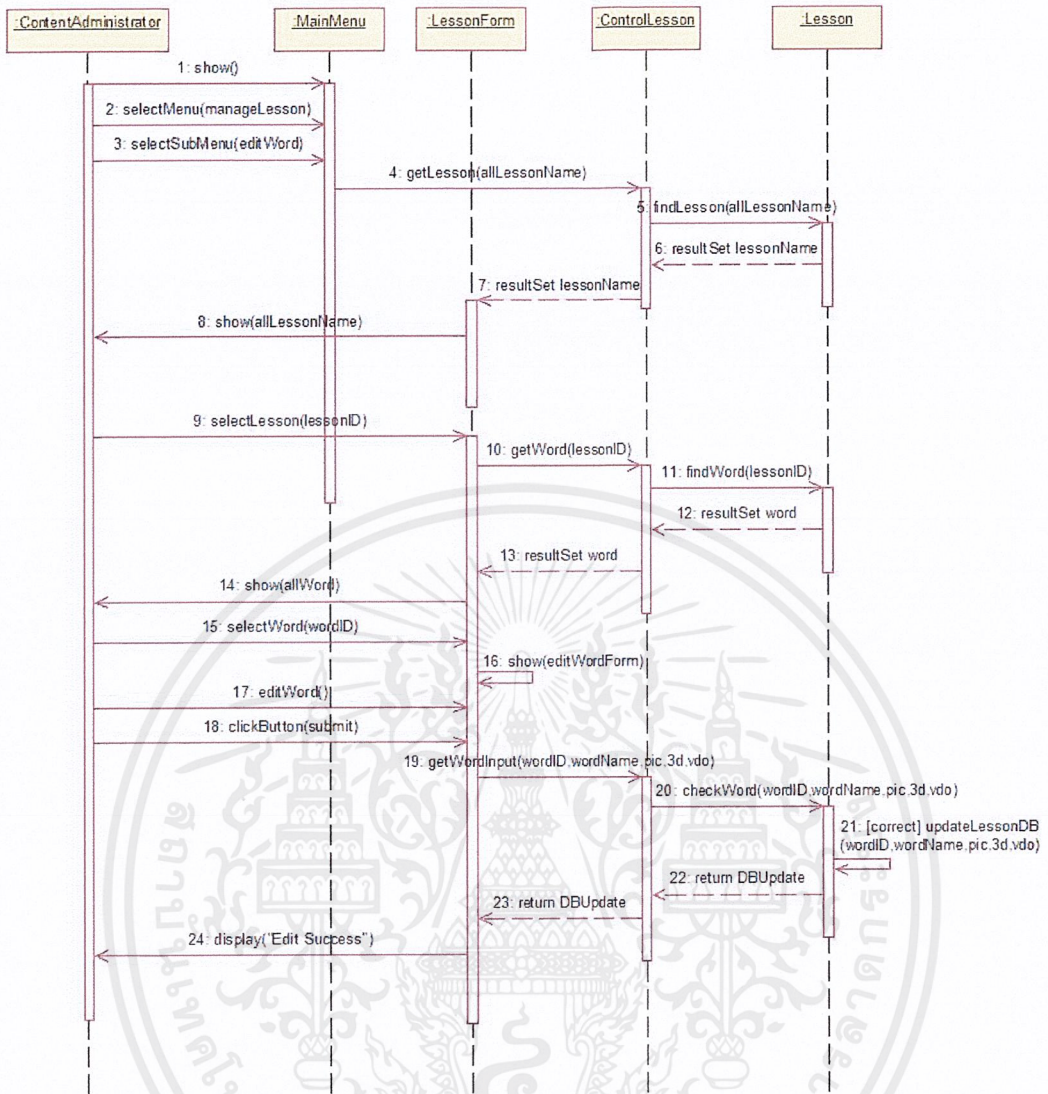 :ContentAdministrator
:MainMenu
:LessonForm
:ControlLesson
:Lesson
1: show()
2: selectMenu(manageLesson)
3: selectSubMenu(editWord)
4: getLesson(allLessonName)
5: findLesson(allLessonName)
6: resultSet lessonName
7: resultSet lessonName
8: show(allLessonName)
9: selectLesson(lessonID)
10: getWord(lessonID)
11: findWord(lessonID)
12: resultSet word
13: resultSet word
14: show(allWord)
15: selectWord(wordID)
16: show(editWordForm)
17: editWord()
18: clickButton(submit)
19: getWordInput(wordID,wordName,pic,3d,vdo)
20: checkWord(wordID,wordName,pic,3d,vdo)
21: [correct] updateLessonDB
(wordID,wordName,pic,3d,vdo)
22: return DBUpdate
23: return DBUpdate
24: display("Edit Success")